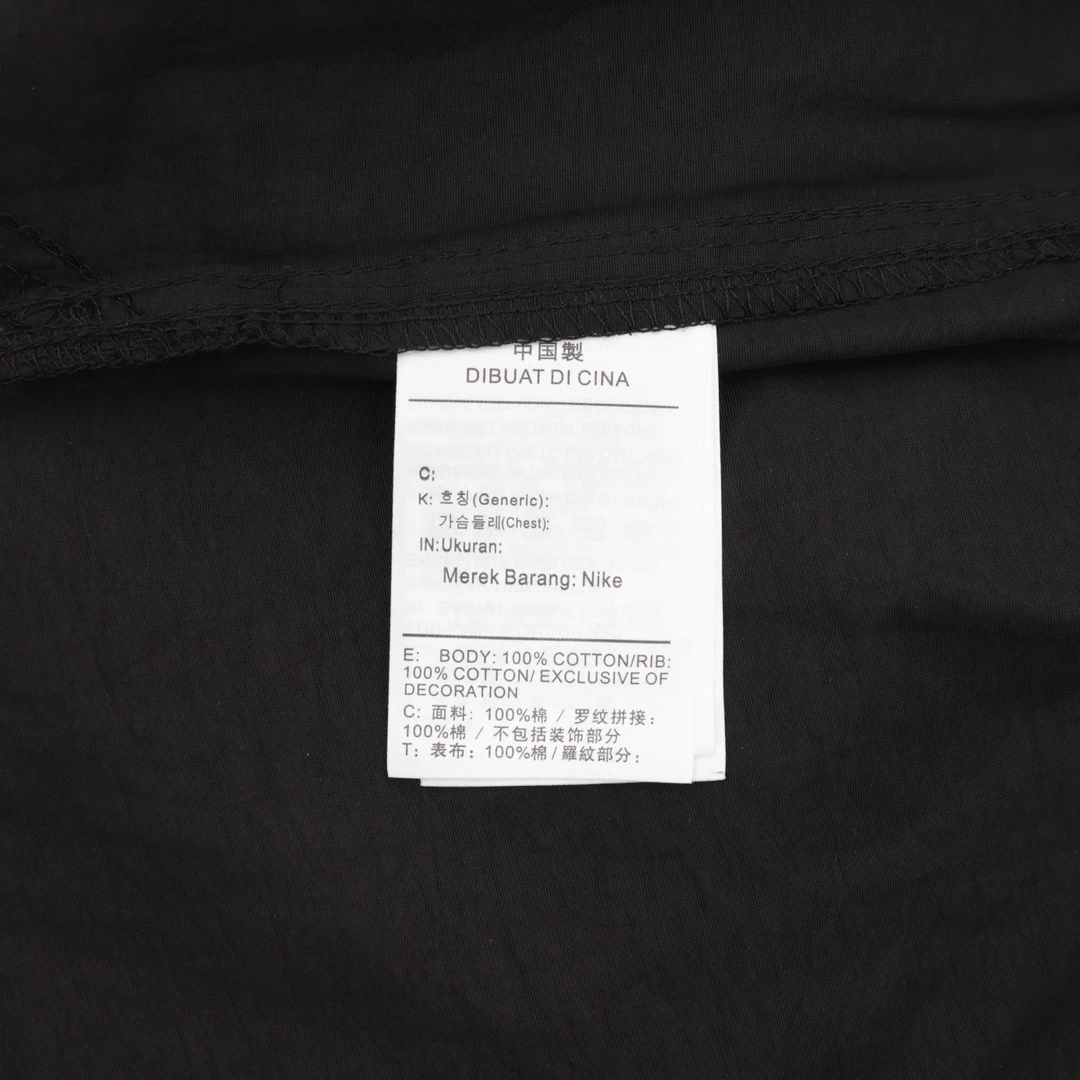 中国製
DIBUAT DI CINA
C:
K: 흐칭(Generic):
가슴들레(Chest):
IN:Ukuran:
Merek Barang: Nike
E: BODY: 100% COTTON/RIB:
100% COTTON/ EXCLUSIVE OF
DECORATION
C: 面料: 100%棉 / 罗纹拼接:
100%棉 / 不包括装饰部分
T: 表布: 100%棉 / 羅紋部分: